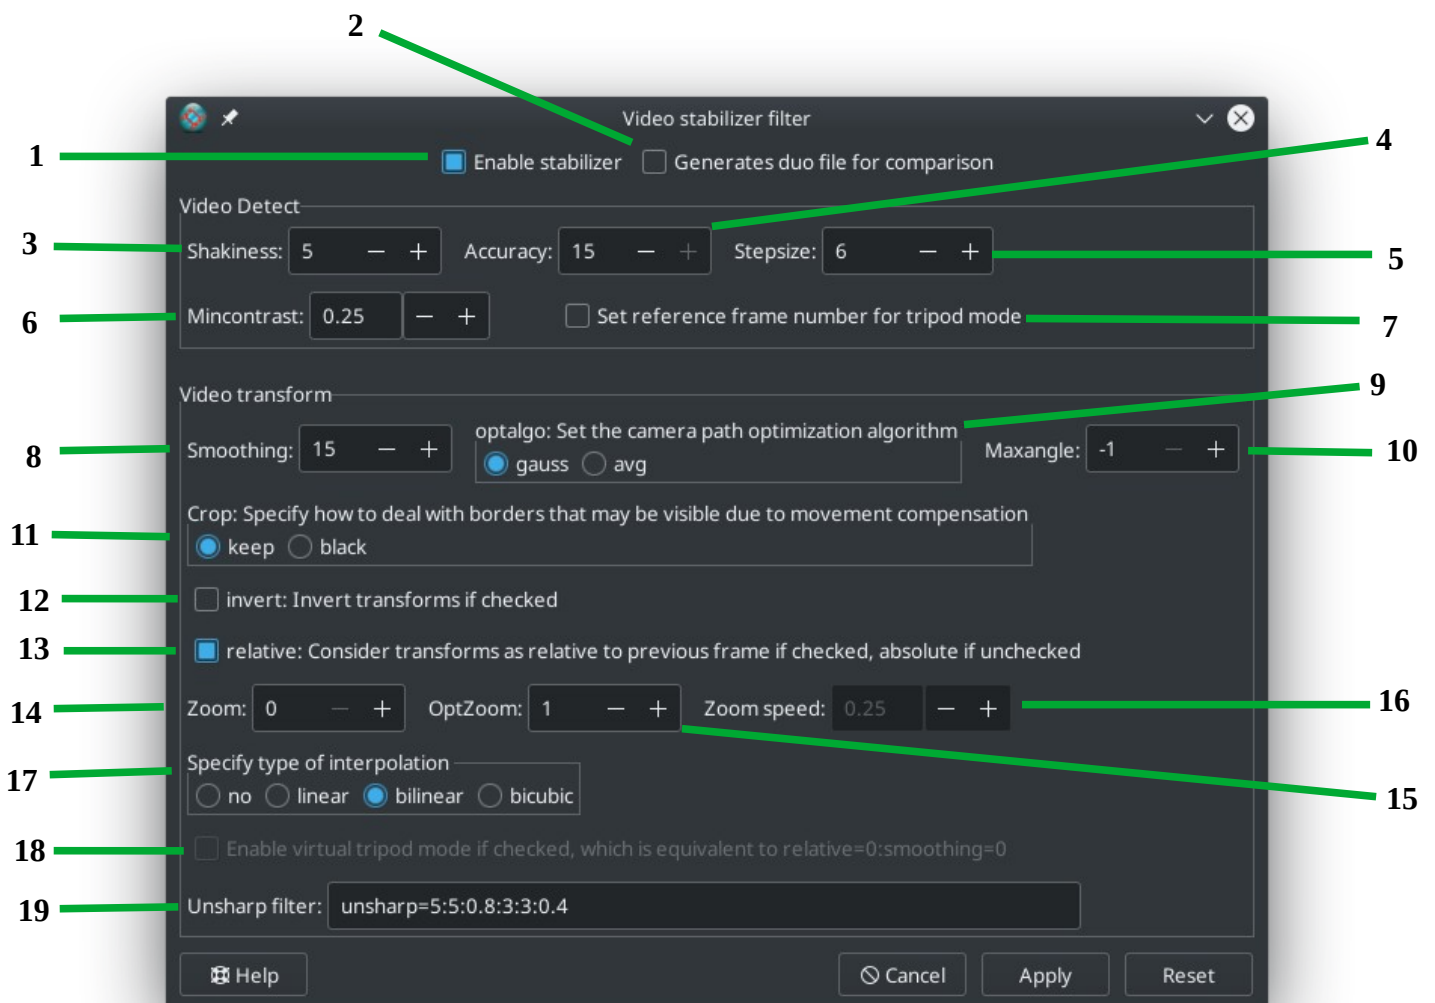 2
Video stabilizer filter
1
Enable stabilizer
Generates duo file for comparison
4
Video Detect
3
Shakiness: 5 − +
Accuracy: 15 − +
Stepsize: 6 − +
5
6
Mincontrast: 0.25 − +
Set reference frame number for tripod mode
7
Video transform
9
8
Smoothing: 15 − +
optalgo: Set the camera path optimization algorithm
gauss avg
Maxangle: -1 − +
10
Crop: Specify how to deal with borders that may be visible due to movement compensation
11
keep black
12
invert: Invert transforms if checked
13
relative: Consider transforms as relative to previous frame if checked, absolute if unchecked
14
Zoom: 0 − +
OptZoom: 1 − +
Zoom speed: 0.25 − +
16
17
Specify type of interpolation
no linear bilinear bicubic
15
18
Enable virtual tripod mode if checked, which is equivalent to relative=0:smoothing=0
19
Unsharp filter: unsharp=5:5:0.8:3:3:0.4
Help
Cancel
Apply
Reset